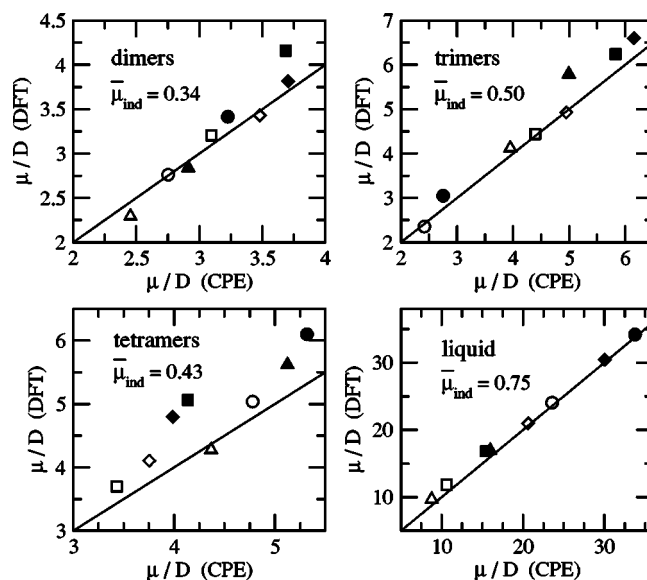 4.5
4
3.5
3
2.5
2
μ / D (DFT)
dimers
μ̅ind = 0.34
2
2.5
3
3.5
4
μ / D (CPE)
7
6
5
4
3
2
μ / D (DFT)
trimers
μ̅ind = 0.50
2
3
4
5
6
μ / D (CPE)
6
5
4
3
μ / D (DFT)
tetramers
μ̅ind = 0.43
3
4
5
μ / D (CPE)
30
20
10
μ / D (DFT)
liquid
μ̅ind = 0.75
10
15
20
25
30
μ / D (CPE)